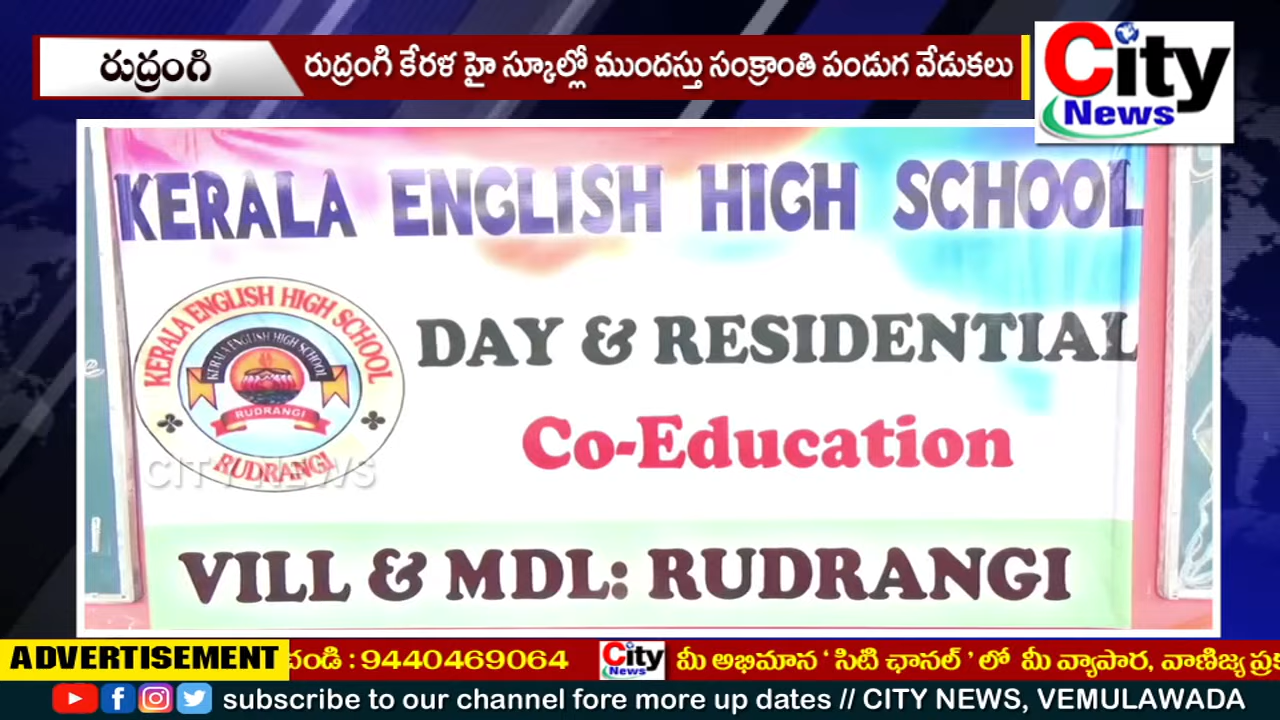 రుద్రంగి
రుద్రంగి కేరళ హై స్కూల్లో ముందస్తు సంక్రాంతి పండుగ వేడుకలు
City
News
KERALA ENGLISH HIGH SCHOOL
KERALA ENGLISH HIGH SCHOOL
KERALA ENGLISH HIGH SCHOOL
RUDRANGI
RUDRANGI
DAY & RESIDENTIAL
Co-Education
CITY NEWS
VILL & MDL: RUDRANGI
ADVERTISEMENT
: 9440469064
City
News
మీ అభిమాన ‘ సిటి ఛానల్ ’ లో మీ వ్యాపార, వాణిజ్య
subscribe to our channel fore more up dates // CITY NEWS, VEMULAWADA